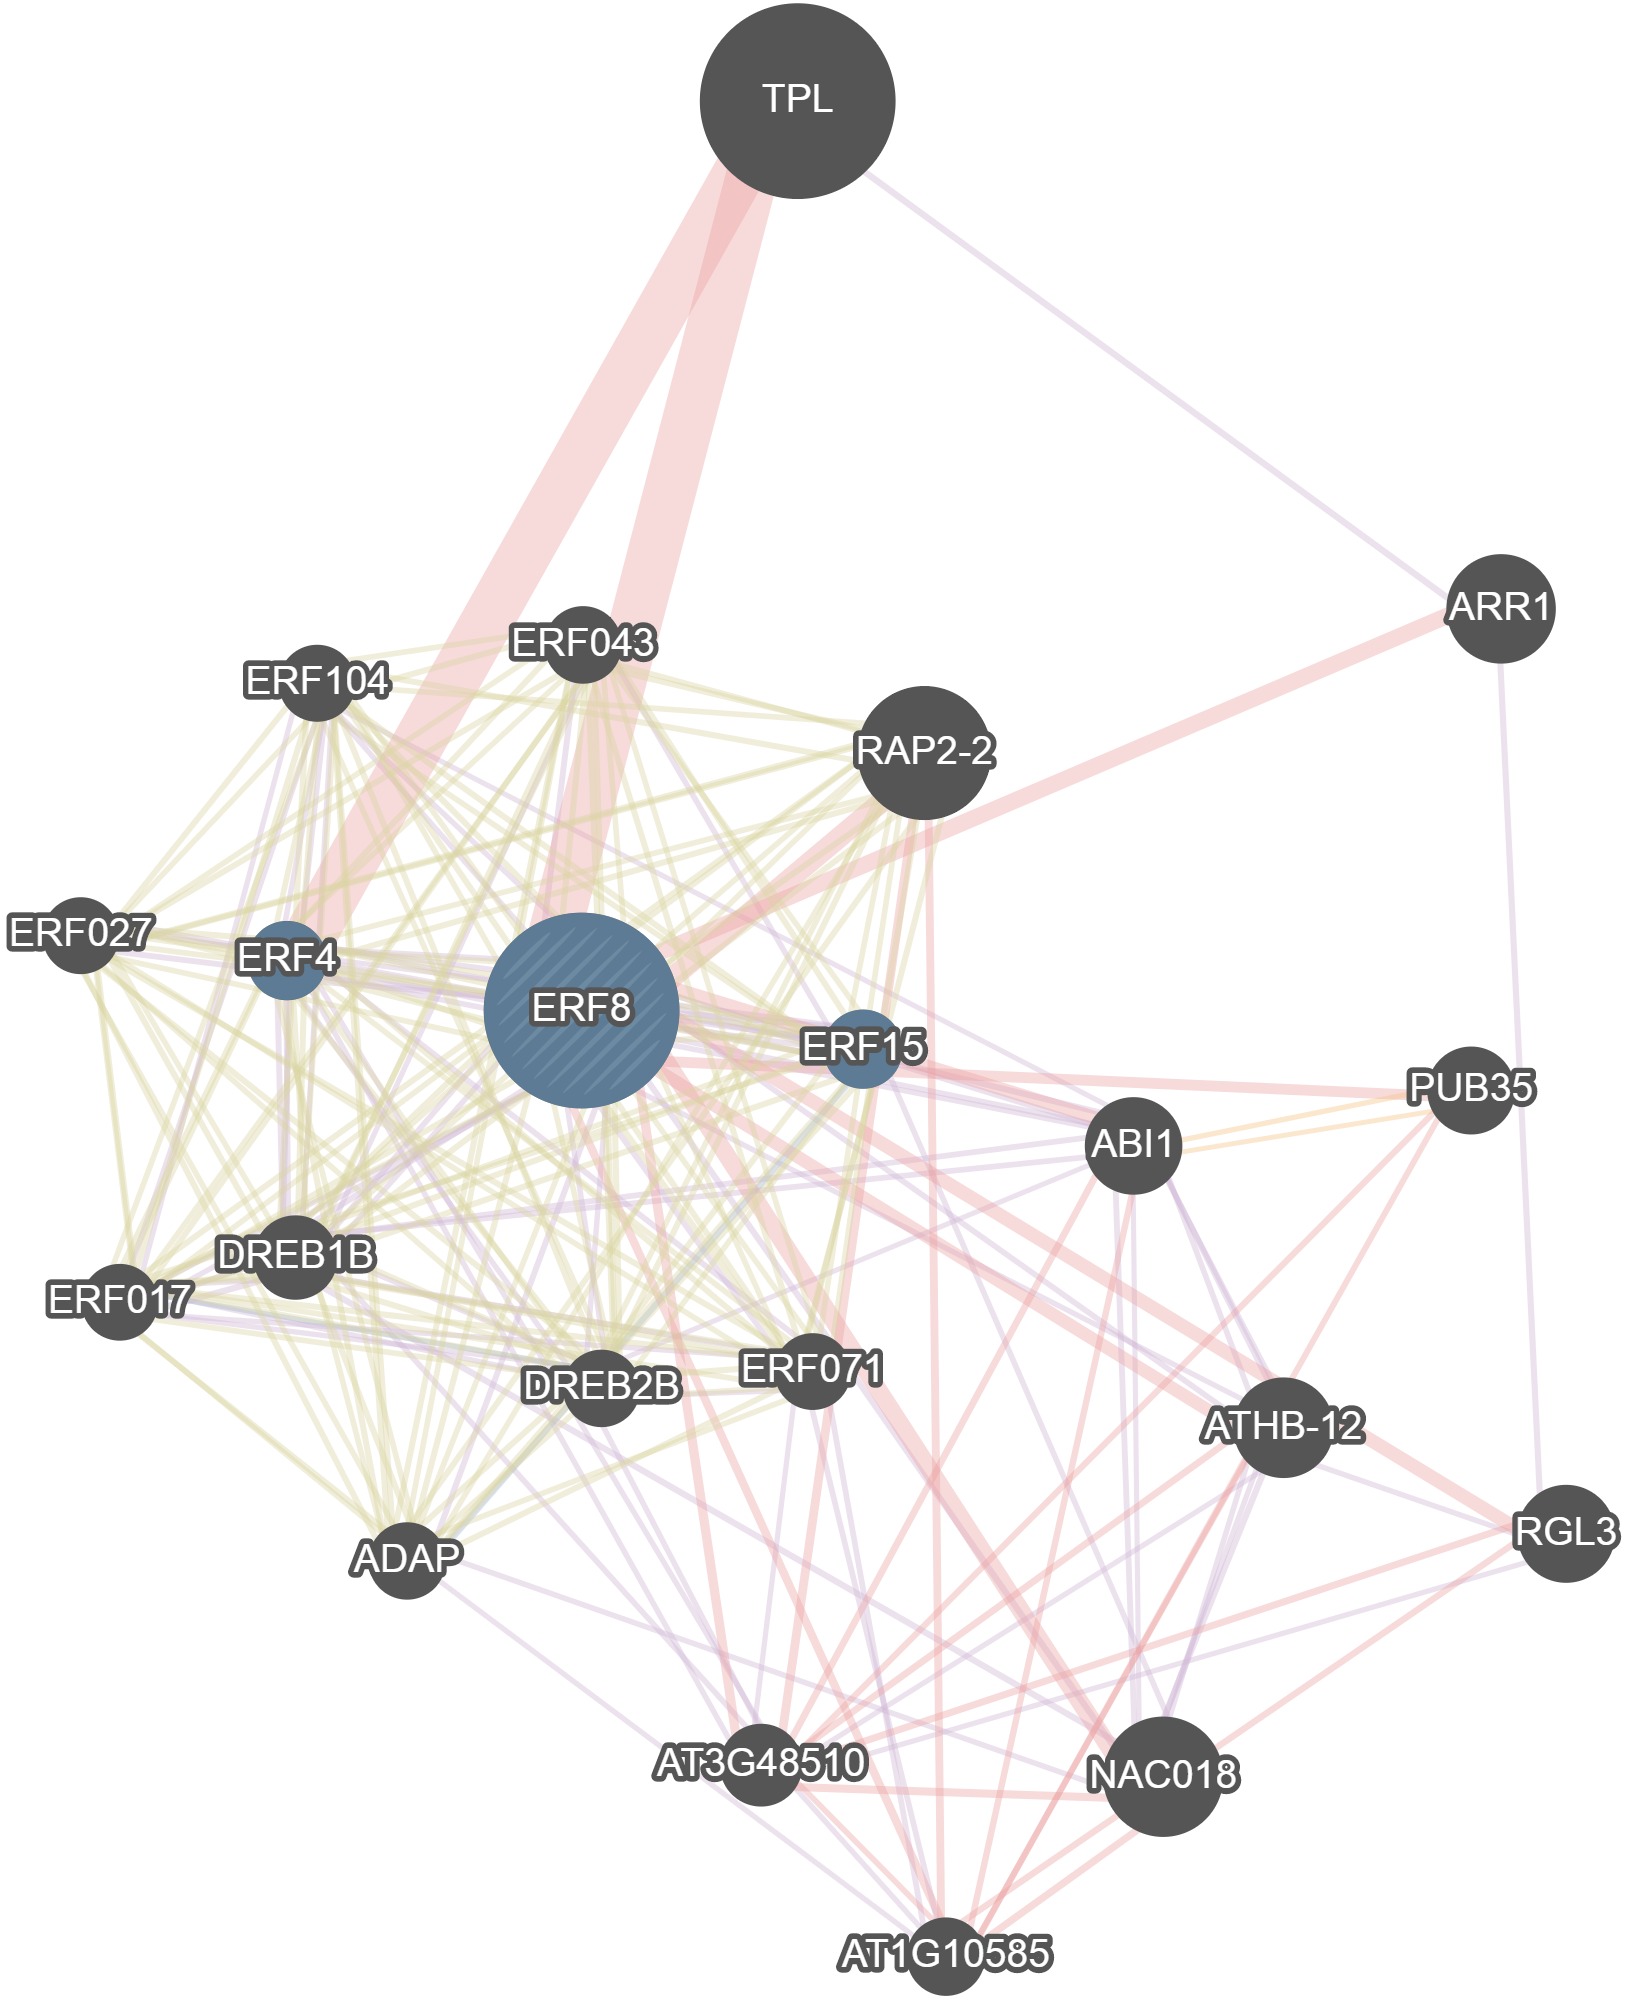 TPL
ARR1
ERF043
ERF104
RAP2-2
ERF027
ERF4
ERF8
ERF15
PUB35
ABI1
DREB1B
ERF017
ERF071
DREB2B
ATHB-12
RGL3
ADAP
AT3G48510
NAC018
AT1G10585